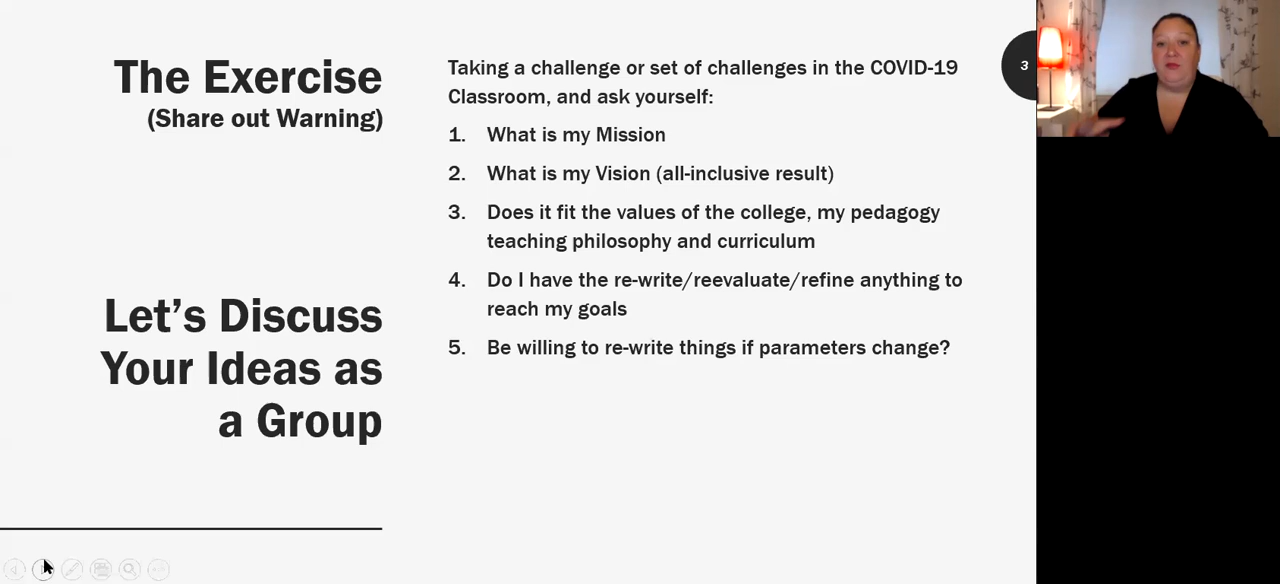 The Exercise
(Share out Warning)
Let's Discuss
Your Ideas as
a Group
Taking a challenge or set of challenges in the COVID-19
Classroom, and ask yourself:
1. What is my Mission
2. What is my Vision (all-inclusive result)
3. Does it fit the values of the college, my pedagogy
teaching philosophy and curriculum
4. Do I have the re-write/reevaluate/refine anything to
reach my goals
5. Be willing to re-write things if parameters change?
3